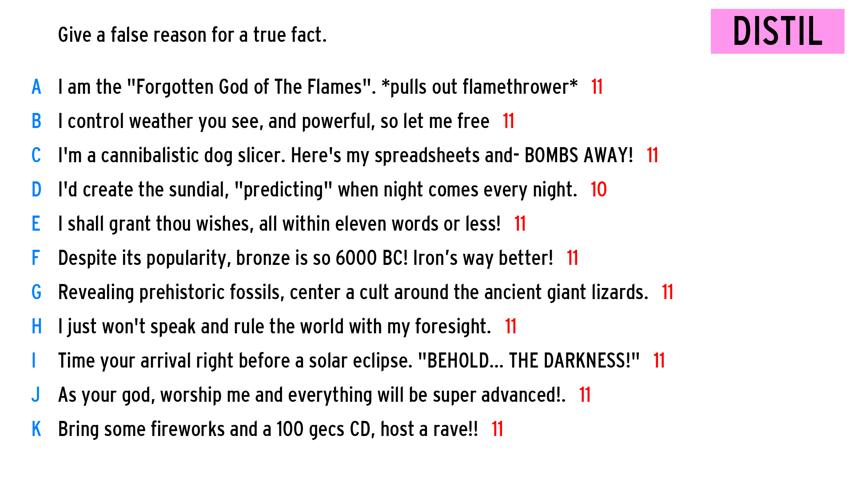 Give a false reason for a true fact.
DISTIL
A I am the "Forgotten God of The Flames". *pulls out flamethrower* 11
B I control weather you see, and powerful, so let me free 11
C I'm a cannibalistic dog slicer. Here's my spreadsheets and- BOMBS AWAY! 11
D I'd create the sundial, "predicting" when night comes every night. 10
E I shall grant thou wishes, all within eleven words or less! 11
F Despite its popularity, bronze is so 6000 BC! Iron's way better! 11
G Revealing prehistoric fossils, center a cult around the ancient giant lizards. 11
H I just won't speak and rule the world with my foresight. 11
I Time your arrival right before a solar eclipse. "BEHOLD... THE DARKNESS!" 11
J As your god, worship me and everything will be super advanced!. 11
K Bring some fireworks and a 100 gecs CD, host a rave!! 11